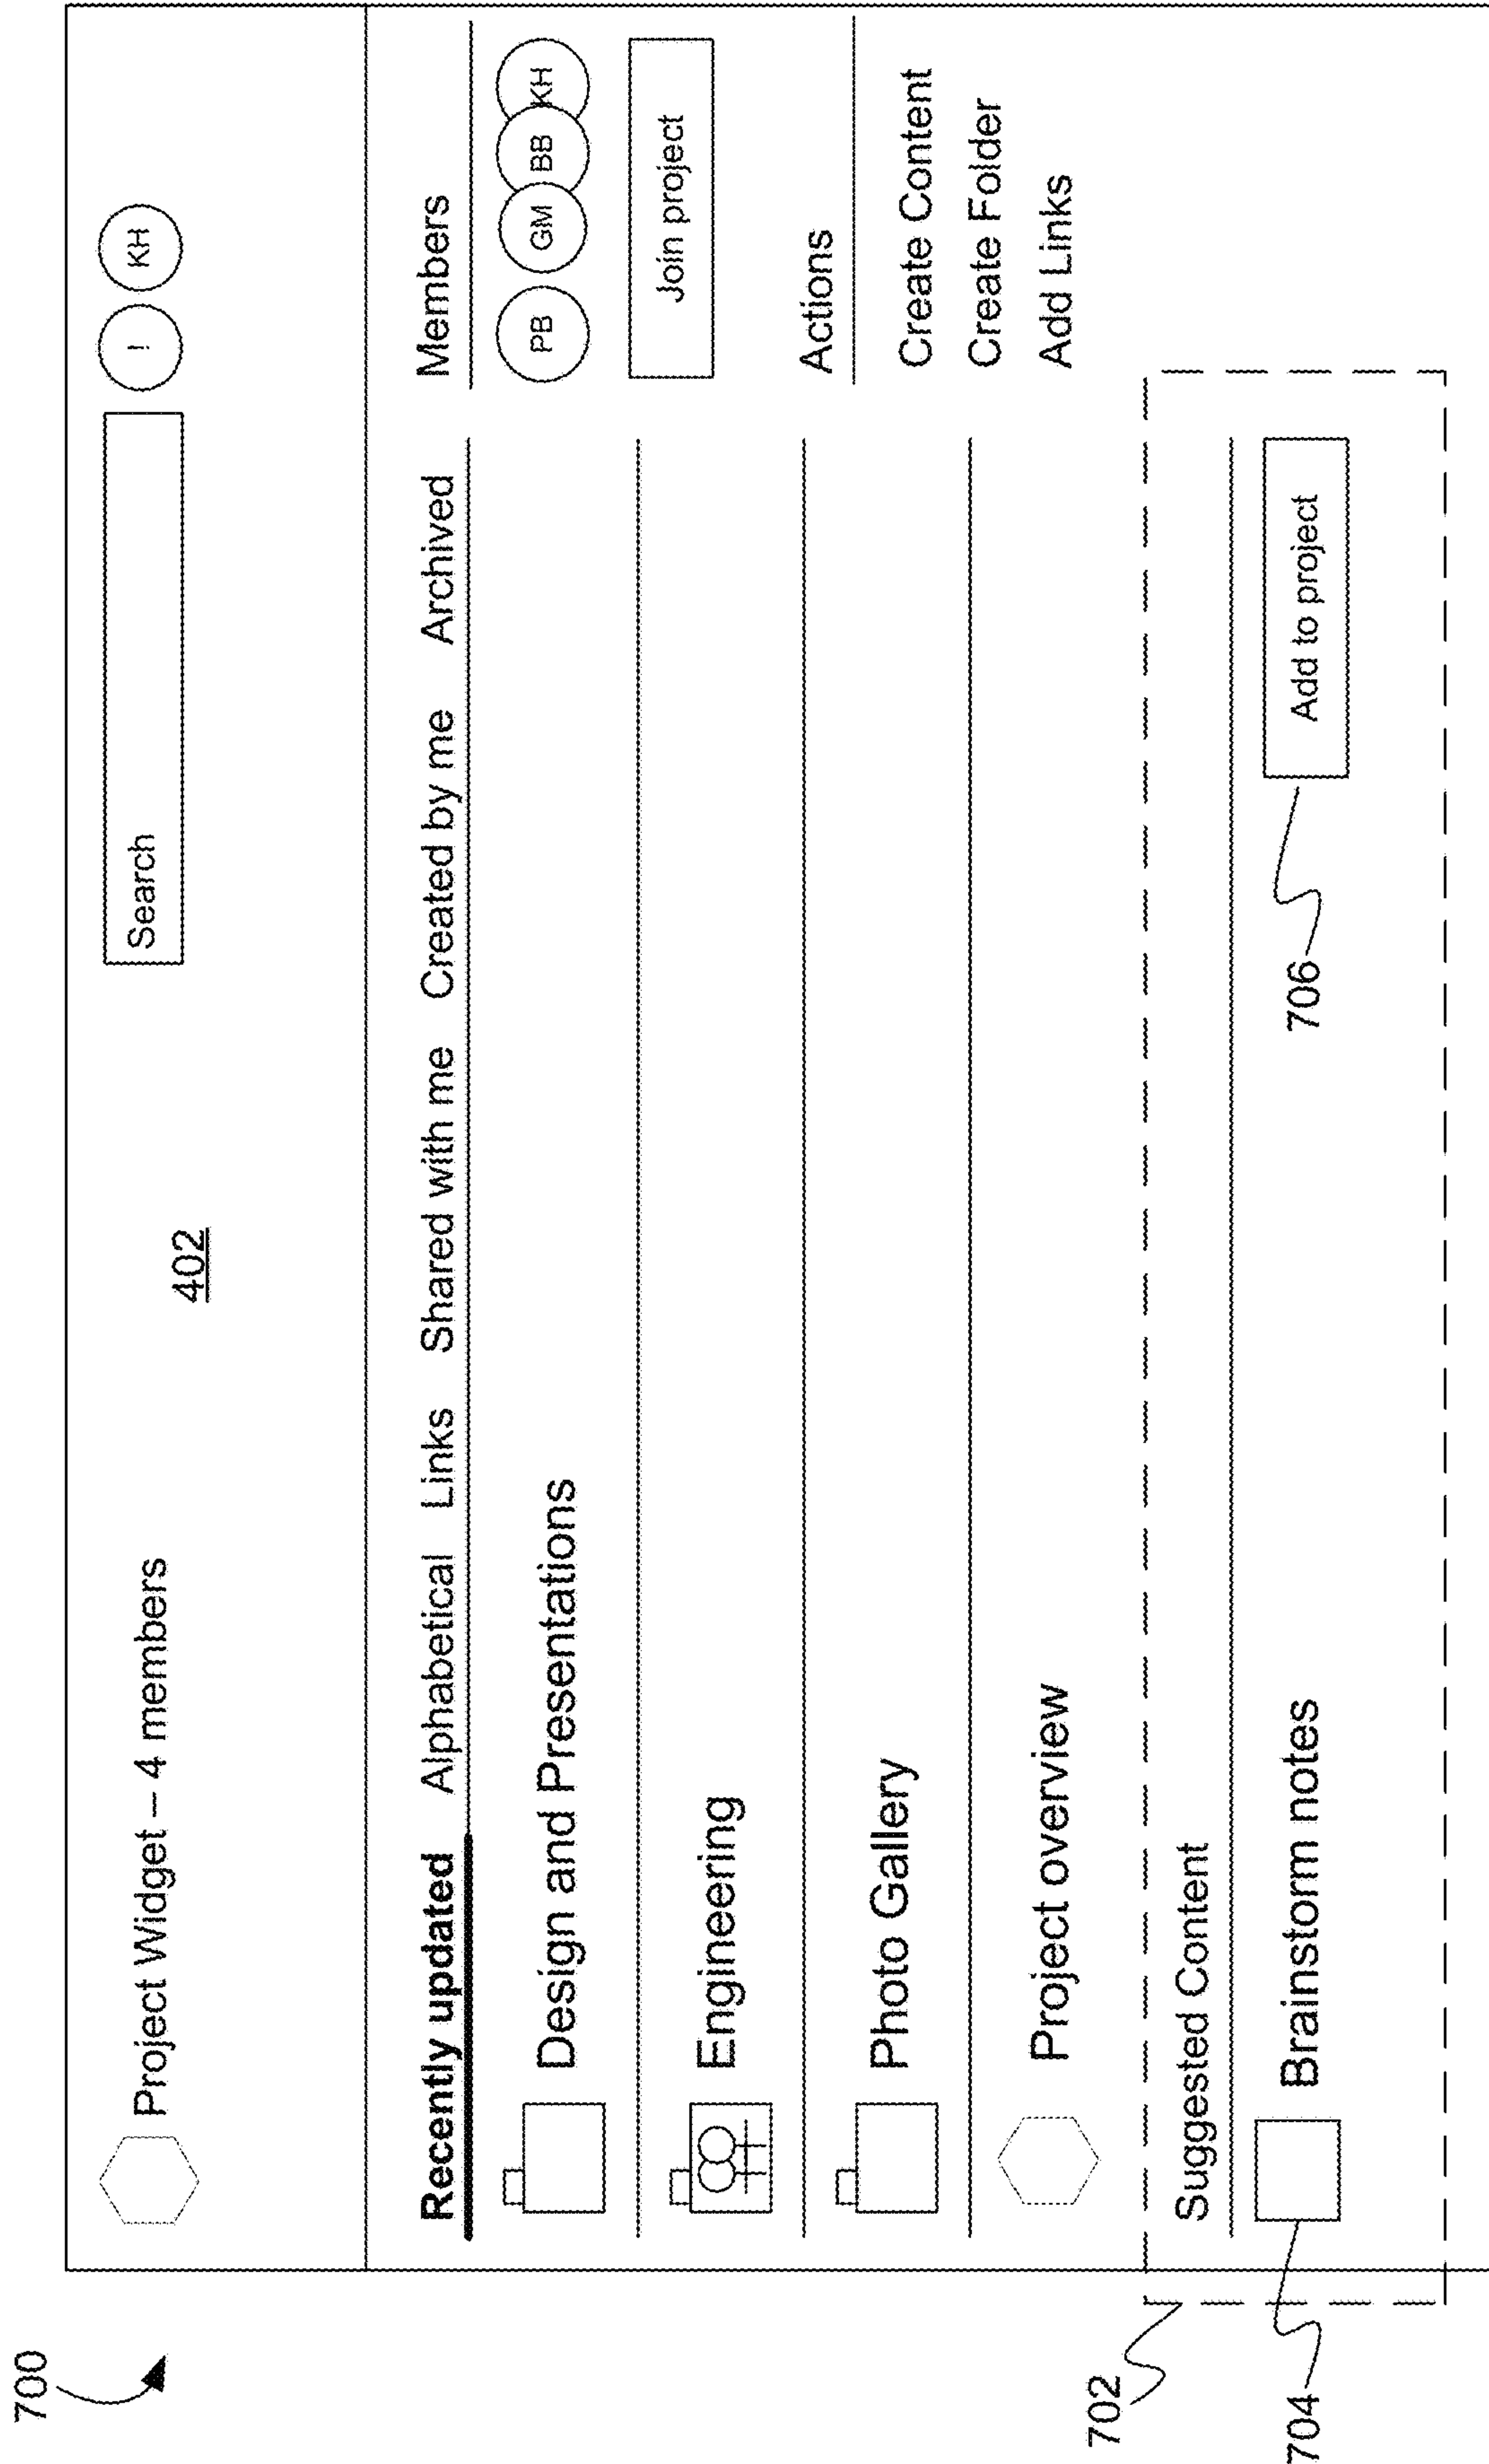 700
Project Widget – 4 members
402
Search
!
KH
Recently updated Alphabetical Links Shared with me Created by me Archived
Members
Design and Presentations
PB GM BB KH
Engineering
Join project
Photo Gallery
Actions
Create Content
Project overview
Create Folder
Add Links
702
Suggested Content
704
Brainstorm notes
706
Add to project